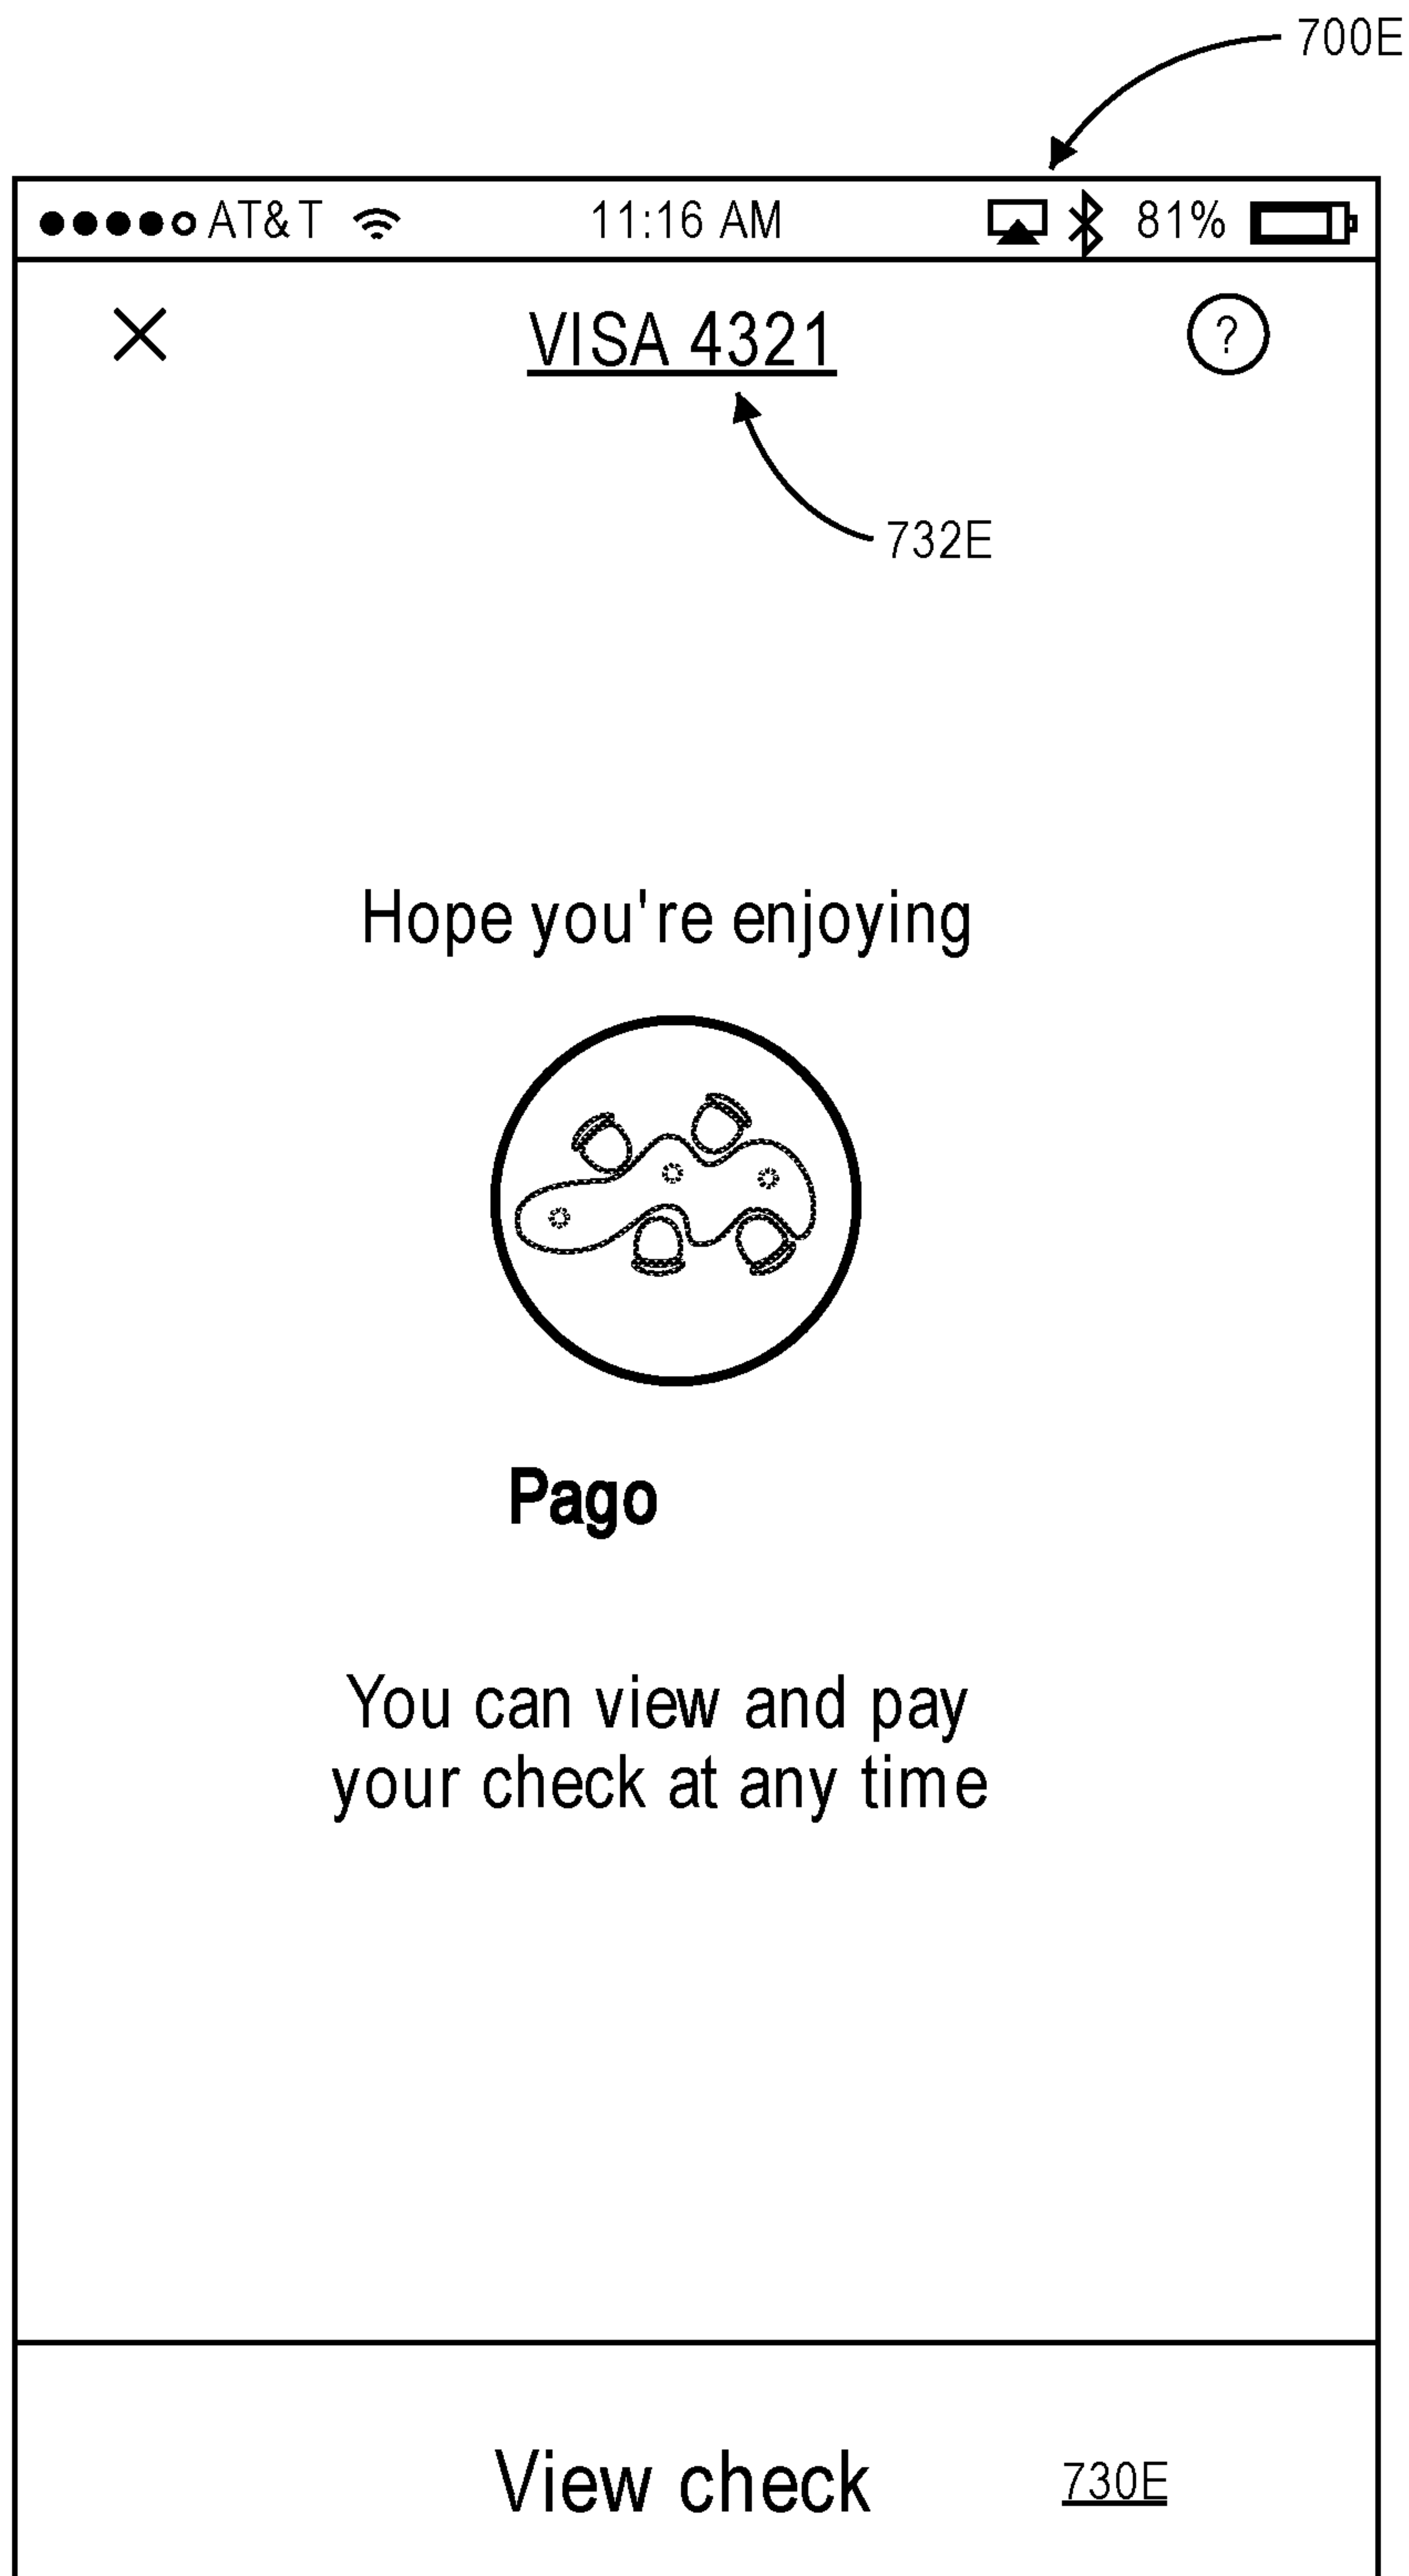 700E
AT&T 11:16 AM 81%
VISA 4321 ?
732E
Hope you're enjoying
Pago
You can view and pay
your check at any time
View check 730E